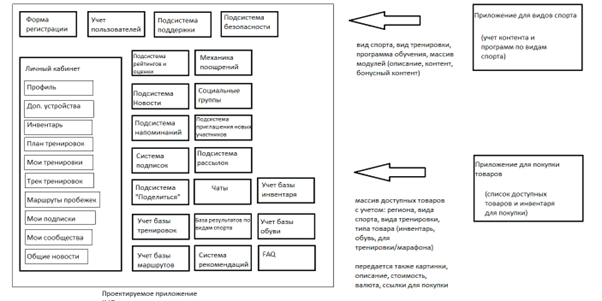 Форма
регистрации
Учет
пользователей
Подсистема
поддержки
Подсистема
безопасности
Личный кабинет
Профиль
Доп. устройства
Инвентарь
План тренировок
Мои тренировки
Трек тренировок
Маршруты пробежек
Мои подписки
Мои сообщества
Общие новости
Подсистема
рейтингов и
оценки
Механика
поощрений
Подсистема
Новости
Социальные
группы
Подсистема
напоминаний
Подсистема
приглашения новых
участников
Система
подписок
Подсистема
рассылок
Подсистема
"Поделиться"
Чаты
Учет базы
инвентаря
Учет базы
тренировок
База результатов по
видам спорта
Учет базы
обуви
Учет базы
маршрутов
Система
рекомендаций
FAQ
Проектируемое приложение
вид спорта, вид тренировки,
программа обучения, массив
модулей (описание, контент,
бонусный контент)
Приложение для видов спорта
(учет контента и
программ по видам
спорта)
массив доступных товаров
с учетом: региона, вида
спорта, вида тренировки,
типа товара (инвентарь,
обувь, для
тренировки/марафона)
передается также картинки,
описание, стоимость,
валюта, ссылки для покупки
Приложение для покупки
товаров
(список доступных
товаров и инвентаря
для покупки)